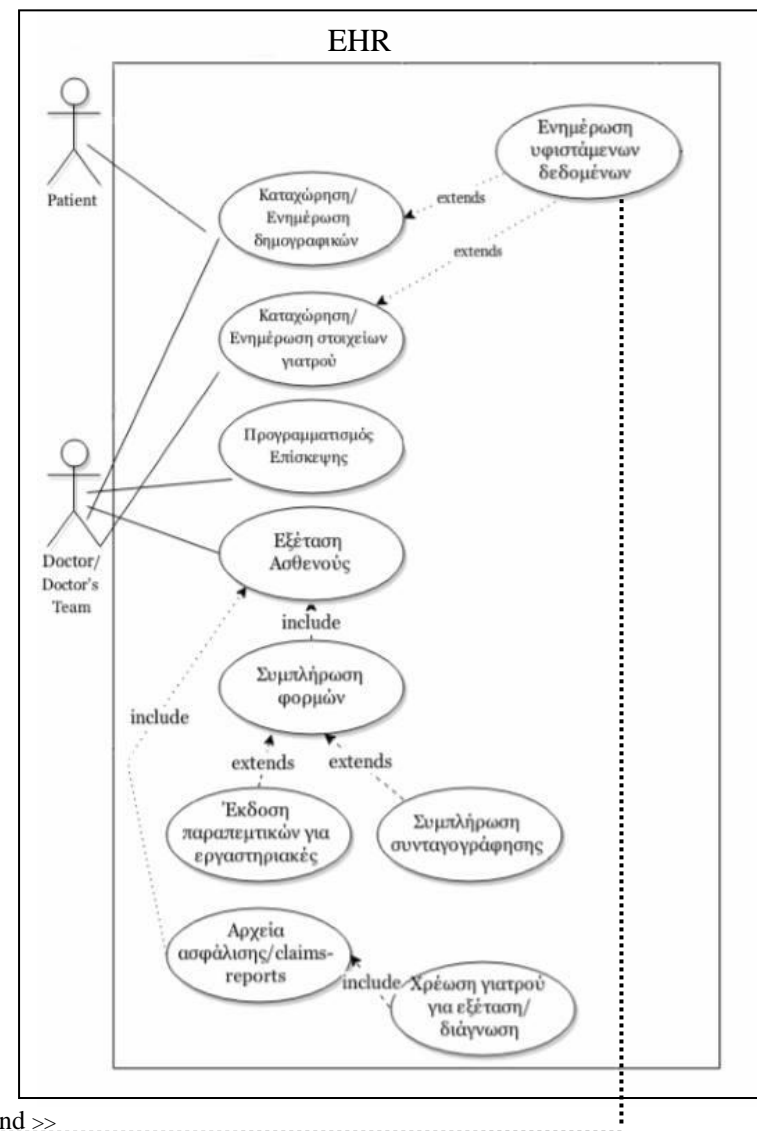 EHR
Ενημέρωση
υφιστάμενων
δεδομένων
Patient
Καταχώρηση/
Ενημέρωση
δημογραφικών
extends
extends
Καταχώρηση/
Ενημέρωση στοιχείων
γιατρού
Προγραμματισμός
Επίσκεψης
Doctor/
Doctor's
Team
Εξέταση
Ασθενούς
include
Συμπλήρωση
φορμών
include
extends
extends
Έκδοση
παραπεμτικών για
εργαστηριακές
Συμπλήρωση
συνταγογράφησης
Αρχεία
ασφάλισης/claims-
reports
include
Χρέωση γιατρού
για εξέταση/
διάγνωση
nd >>